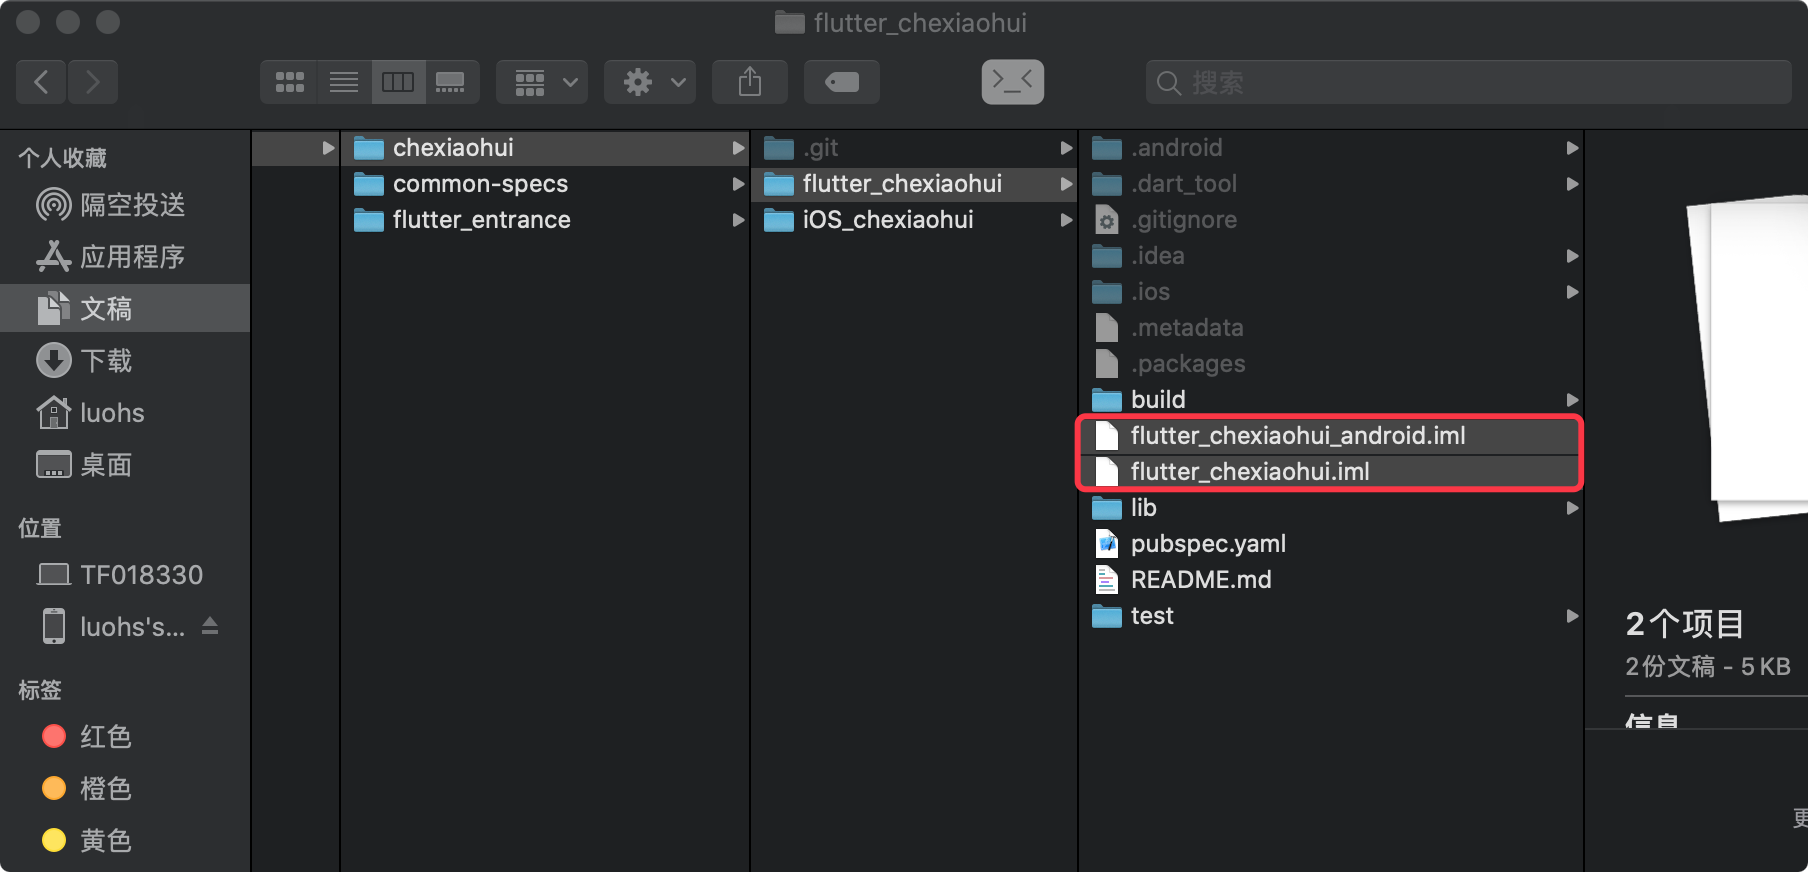 flutter_chexiaohui
搜索
个人收藏
隔空投送
应用程序
文稿
下载
luohs
桌面
位置
TF018330
luohs's...
标签
红色
橙色
黄色
chexiaohui
common-specs
flutter_entrance
.git
flutter_chexiaohui
iOS_chexiaohui
.android
.dart_tool
.gitignore
.idea
.ios
.metadata
.packages
build
flutter_chexiaohui_android.iml
flutter_chexiaohui.iml
lib
pubspec.yaml
README.md
test
2个项目
2份文稿 - 5 KB
信息